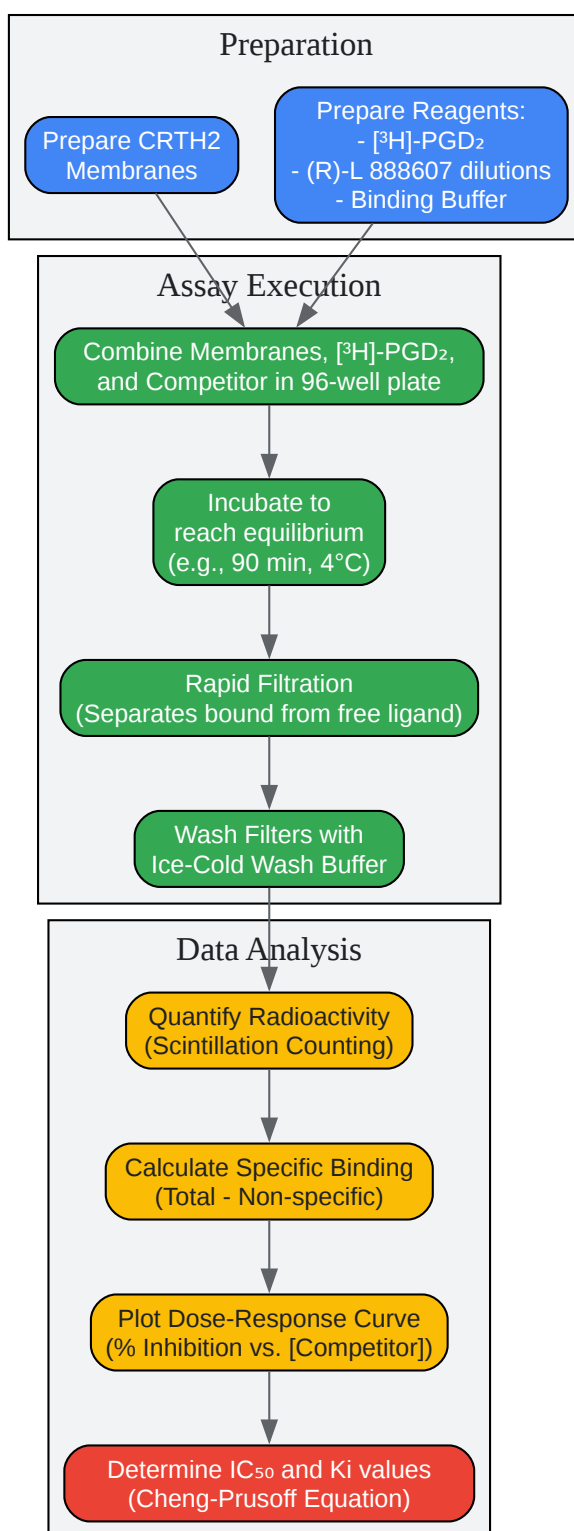 Preparation
Prepare CRTH2
Membranes
Prepare Reagents:
- [³H]-PGD₂
- (R)-L 888607 dilutions
- Binding Buffer
Assay Execution
Combine Membranes, [³H]-PGD₂,
and Competitor in 96-well plate
Incubate to
reach equilibrium
(e.g., 90 min, 4°C)
Rapid Filtration
(Separates bound from free ligand)
Wash Filters with
Ice-Cold Wash Buffer
Data Analysis
Quantify Radioactivity
(Scintillation Counting)
Calculate Specific Binding
(Total - Non-specific)
Plot Dose-Response Curve
(% Inhibition vs. [Competitor])
Determine IC₅₀ and Ki values
(Cheng-Prusoff Equation)